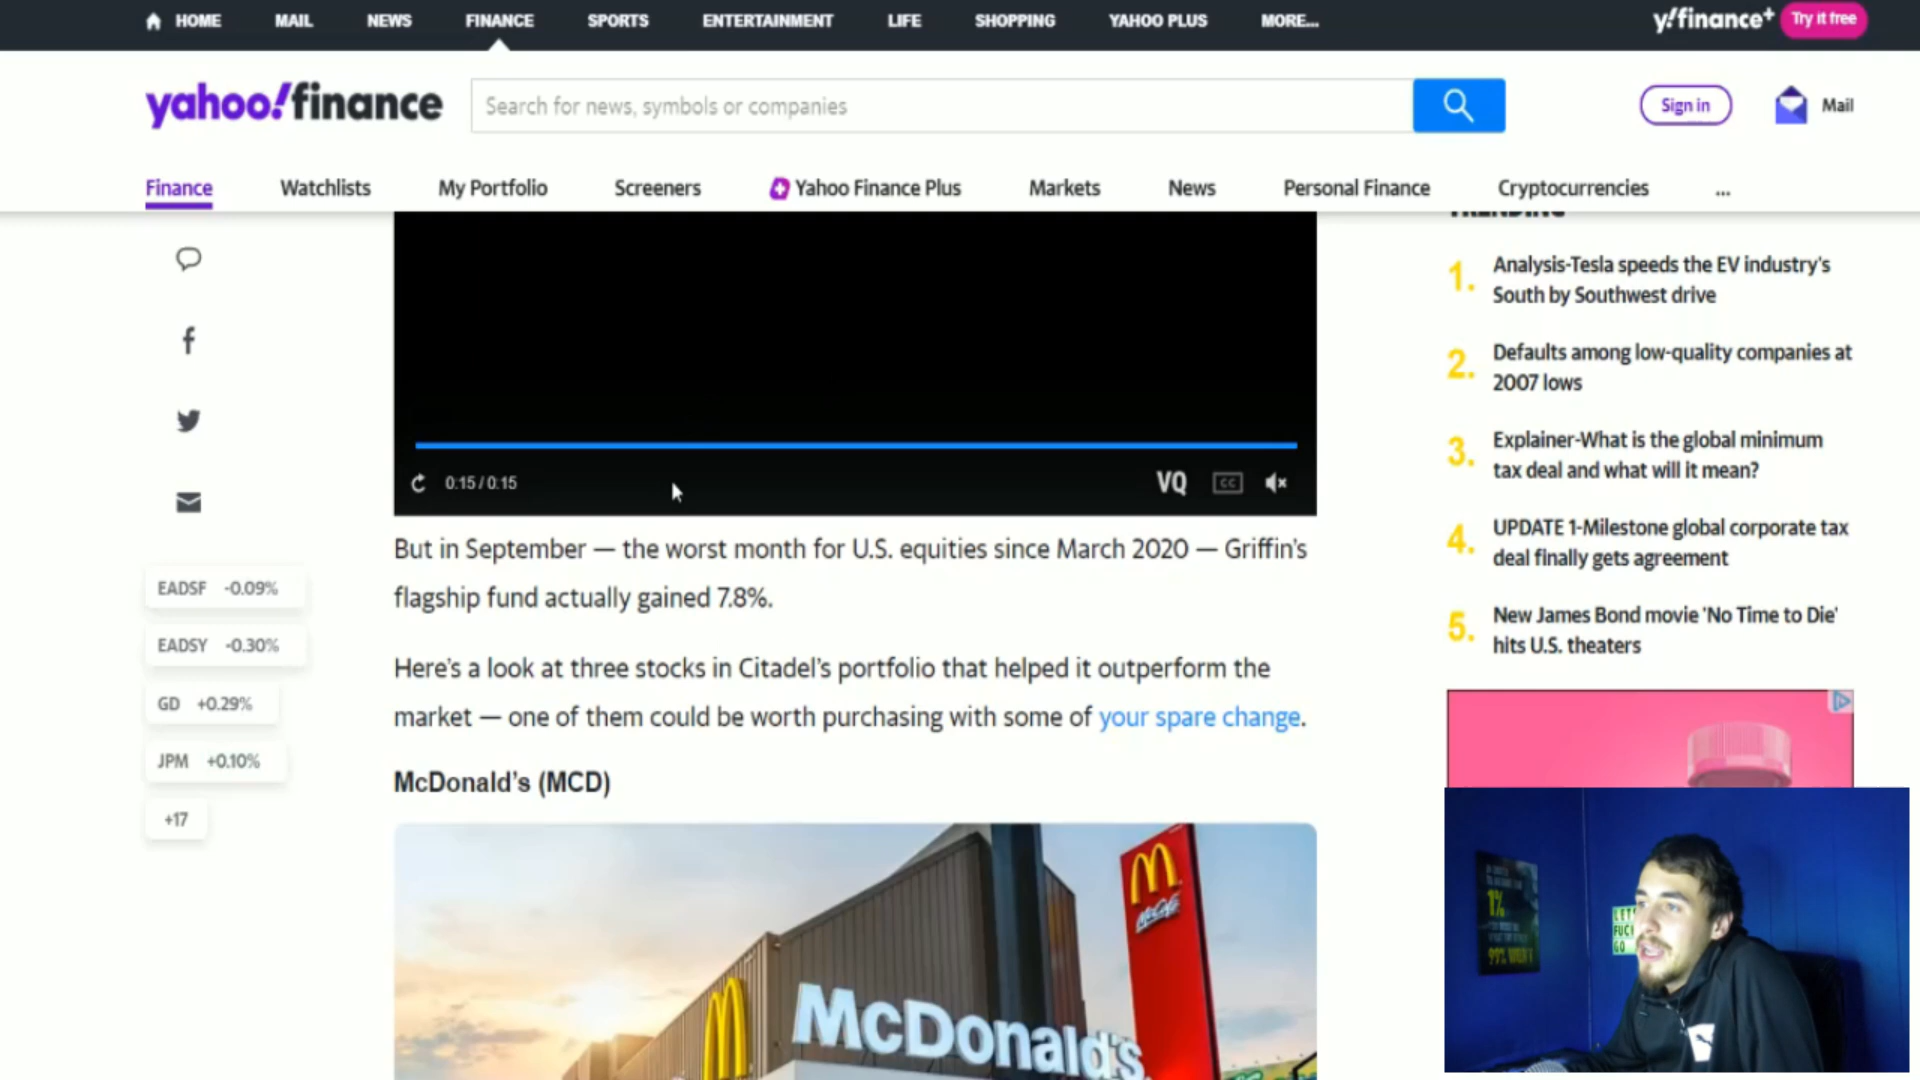 HOME MAIL NEWS FINANCE SPORTS ENTERTAINMENT LIFE SHOPPING YAHOO PLUS MORE... y!finance+ Try it free
yahoo!finance Search for news, symbols or companies Sign in Mail
Finance Watchlists My Portfolio Screeners Yahoo Finance Plus Markets News Personal Finance Cryptocurrencies ...
0:15 / 0:15 VQ CC
But in September — the worst month for U.S. equities since March 2020 — Griffin's
flagship fund actually gained 7.8%.
Here's a look at three stocks in Citadel's portfolio that helped it outperform the
market — one of them could be worth purchasing with some of your spare change.
McDonald's (MCD)
McCafé
McDonald's
EADSF -0.09%
EADSY -0.30%
GD +0.29%
JPM +0.10%
+17
TRENDING
1. Analysis-Tesla speeds the EV industry's
South by Southwest drive
2. Defaults among low-quality companies at
2007 lows
3. Explainer-What is the global minimum
tax deal and what will it mean?
4. UPDATE 1-Milestone global corporate tax
deal finally gets agreement
5. New James Bond movie 'No Time to Die'
hits U.S. theaters
1%
LETS
GO